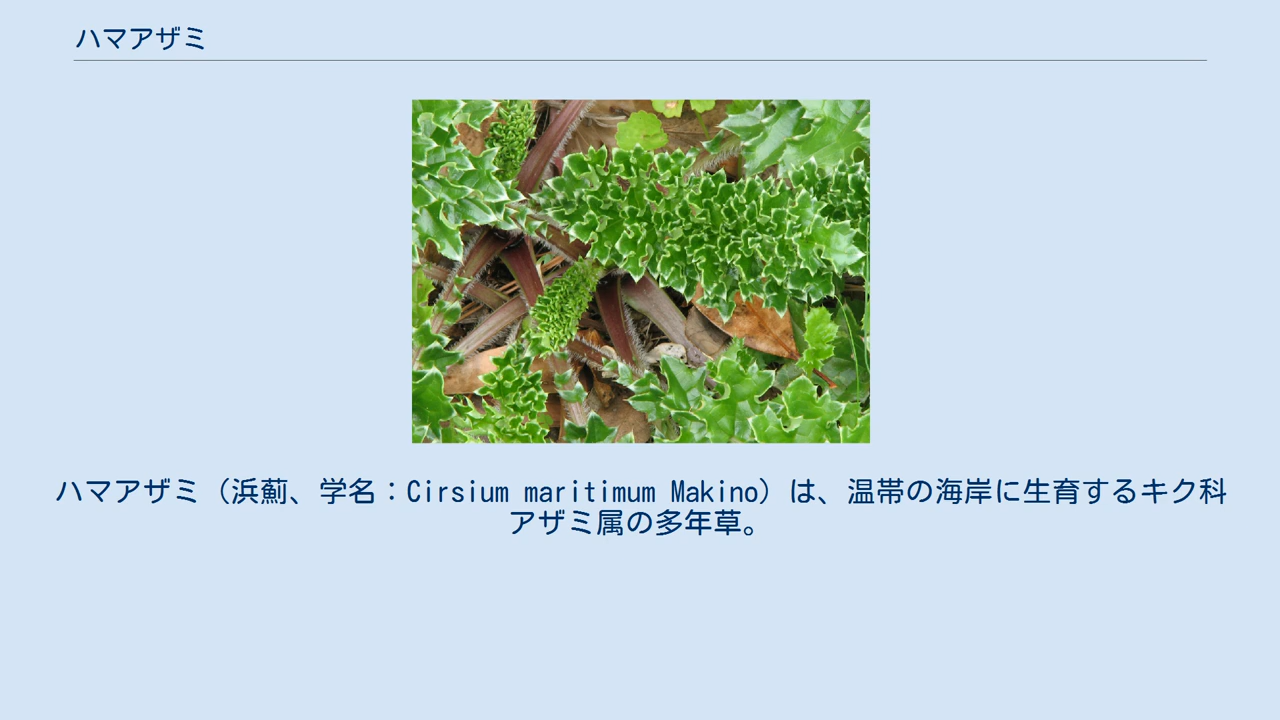 ハマアザミ
ハマアザミ（浜薊、学名：Cirsium maritimum Makino）は、温帯の海岸に生育するキク科
アザミ属の多年草。